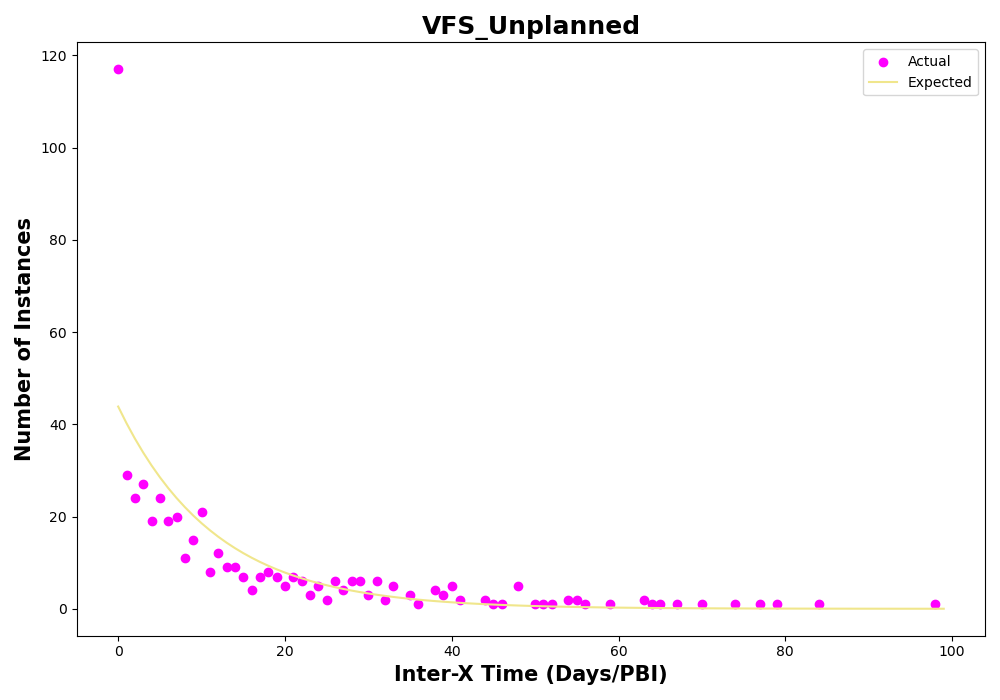 VFS_Unplanned
120
100
80
60
40
20
0
Number of Instances
Actual
Expected
0 20 40 60 80 100
Inter-X Time (Days/PBI)